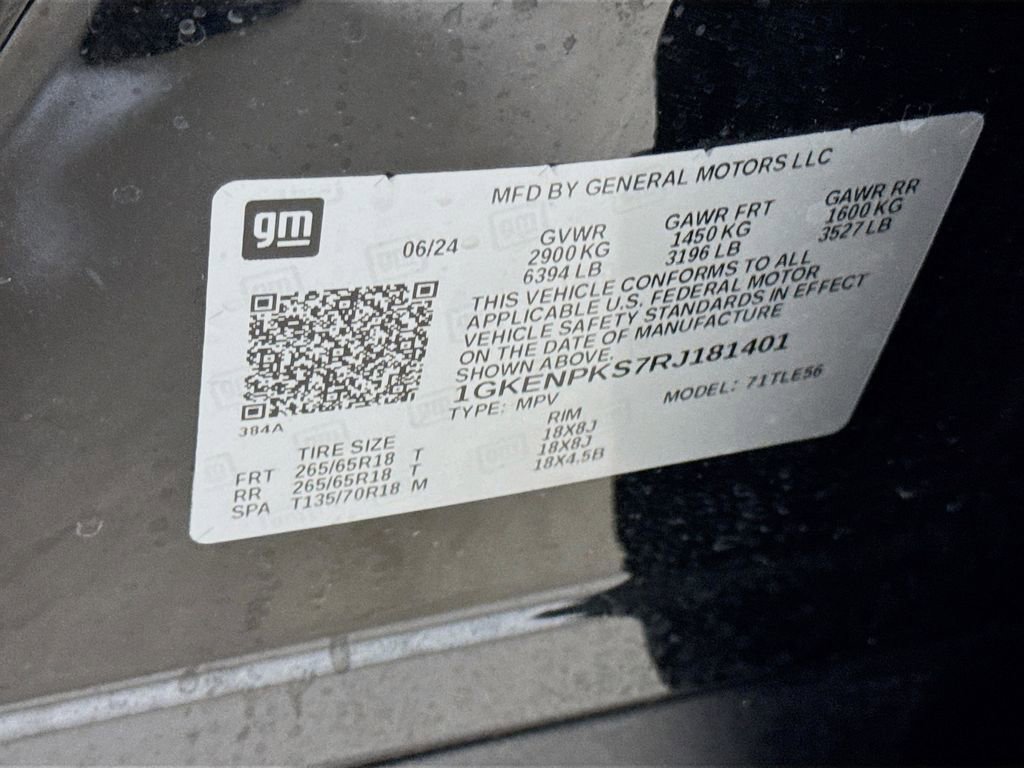 gm
MFD BY GENERAL MOTORS LLC
06/24
GVWR
2900 KG
6394 LB
GAWR FRT
1450 KG
3196 LB
GAWR RR
1600 KG
3527 LB
THIS VEHICLE CONFORMS TO ALL
APPLICABLE U.S. FEDERAL MOTOR
VEHICLE SAFETY STANDARDS IN EFFECT
ON THE DATE OF MANUFACTURE
SHOWN ABOVE.
1GKENPKS7RJ181401
TYPE: MPV MODEL: 71TLE56
384A
TIRE SIZE RIM
FRT 265/65R18 T 18X8J
RR 265/65R18 T 18X8J
SPA T135/70R18 M 18X4,5B